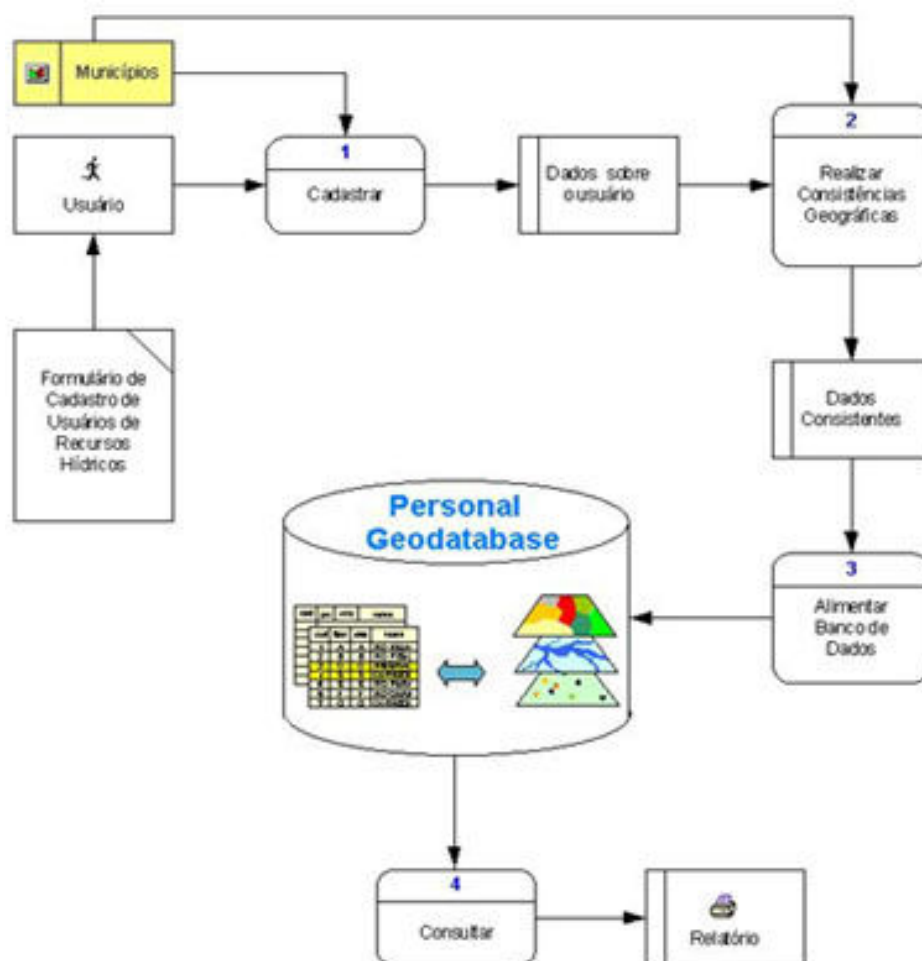 Municípios
Usuário
1
Cadastrar
Dados sobre
o usuário
2
Realizar
Consistências
Geográficas
Formulário de
Cadastro de
Usuários de
Recursos
Hídricos
Dados
Consistentes
3
Alimentar
Banco de
Dados
Personal
Geodatabase
4
Consultar
Relatório